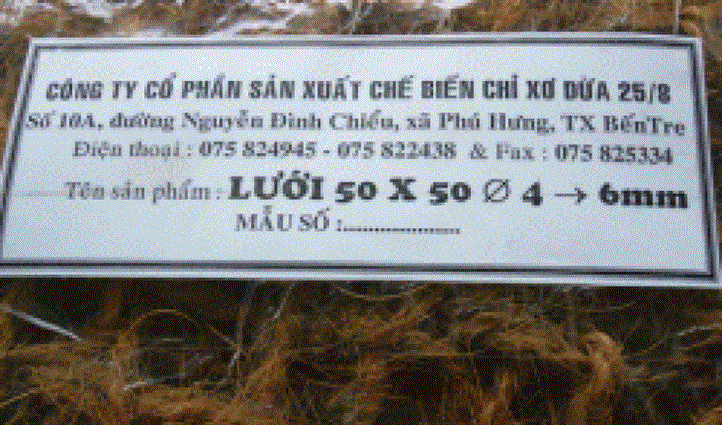 CÔNG TY CỔ PHẦN SẢN XUẤT CHẾ BIẾN CHỈ XƠ DỪA 25/8
Số 10A, đường Nguyễn Đình Chiểu, xã Phú Hưng, TX BếnTre
Điện thoại : 075 824945 - 075 822438 & Fax : 075 825334
Tên sản phẩm : LƯỚI 50 X 50 Ø 4 → 6mm
MẪU SỐ :.....................